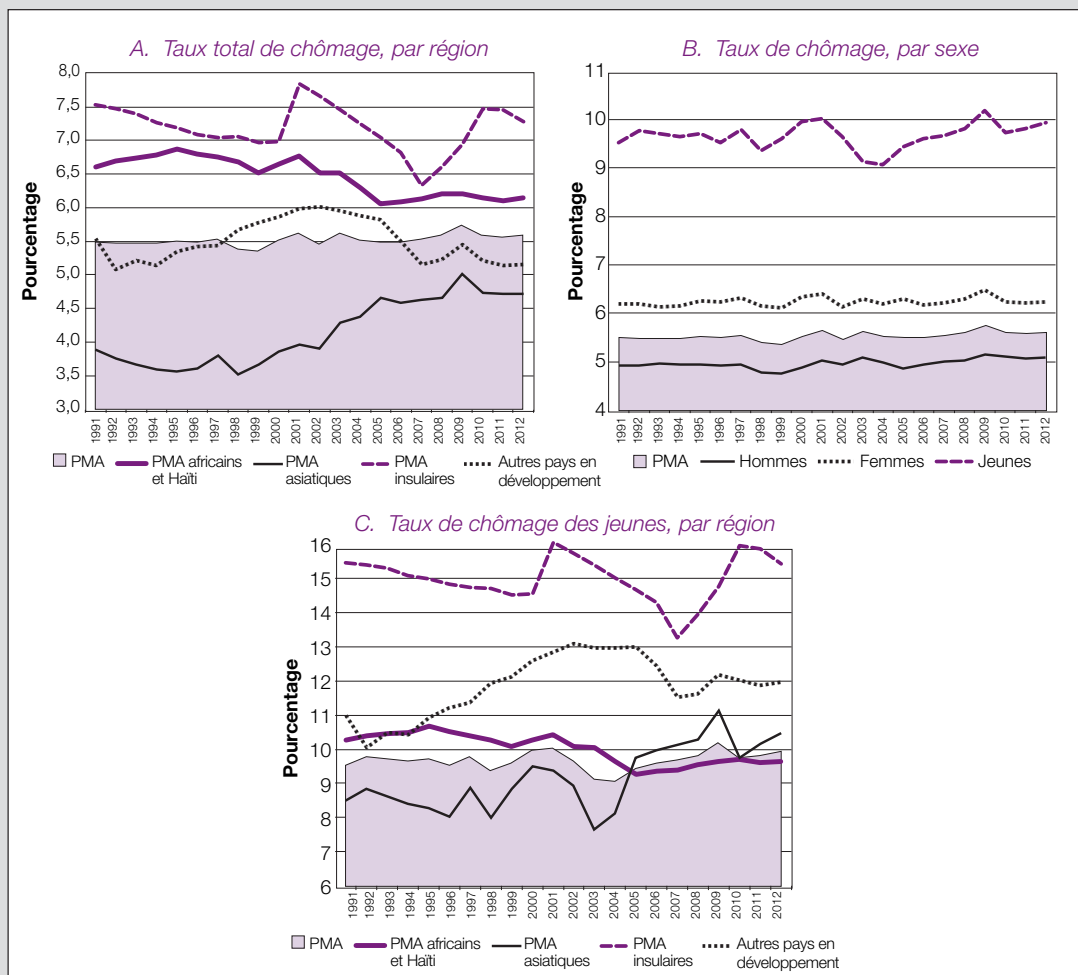 A. Taux total de chômage, par région
Pourcentage
8,0
7,5
7,0
6,5
6,0
5,5
5,0
4,5
4,0
3,5
3,0
1991 1992 1993 1994 1995 1996 1997 1998 1999 2000 2001 2002 2003 2004 2005 2006 2007 2008 2009 2010 2011 2012
PMA PMA africains PMA PMA Autres pays en
et Haïti asiatiques insulaires développement
B. Taux de chômage, par sexe
Pourcentage
11
10
9
8
7
6
5
4
1991 1992 1993 1994 1995 1996 1997 1998 1999 2000 2001 2002 2003 2004 2005 2006 2007 2008 2009 2010 2011 2012
PMA Hommes Femmes Jeunes
C. Taux de chômage des jeunes, par région
Pourcentage
16
15
14
13
12
11
10
9
8
7
6
1991 1992 1993 1994 1995 1996 1997 1998 1999 2000 2001 2002 2003 2004 2005 2006 2007 2008 2009 2010 2011 2012
PMA PMA africains PMA PMA Autres pays en
et Haïti asiatiques insulaires développement